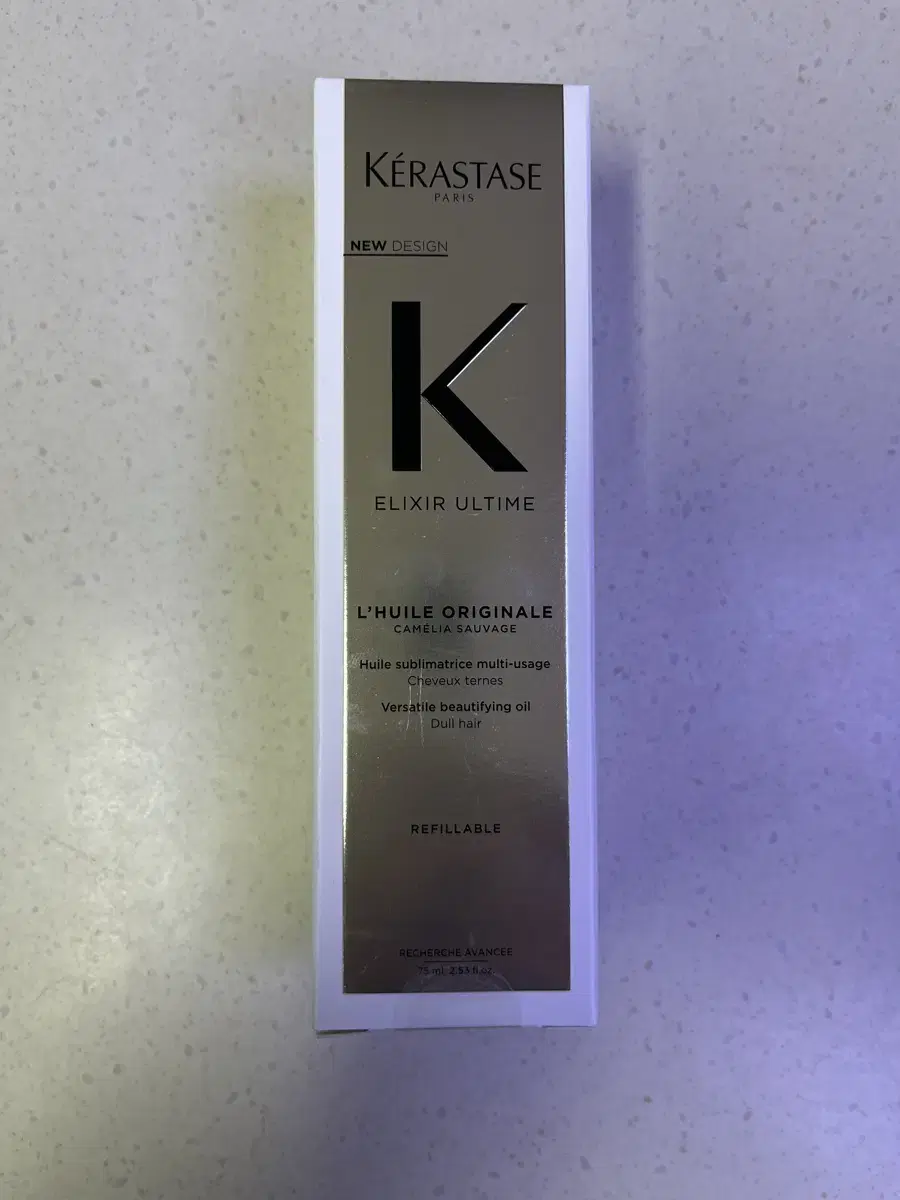 KÉRASTASE
PARIS
NEW DESIGN
K
ELIXIR ULTIME
L'HUILE ORIGINALE
CAMÉLIA SAUVAGE
Huile sublimatrice multi-usage
Cheveux ternes
Versatile beautifying oil
Dull hair
REFILLABLE
RECHERCHE AVANCÉE
75 ml 2.53 fl.oz.